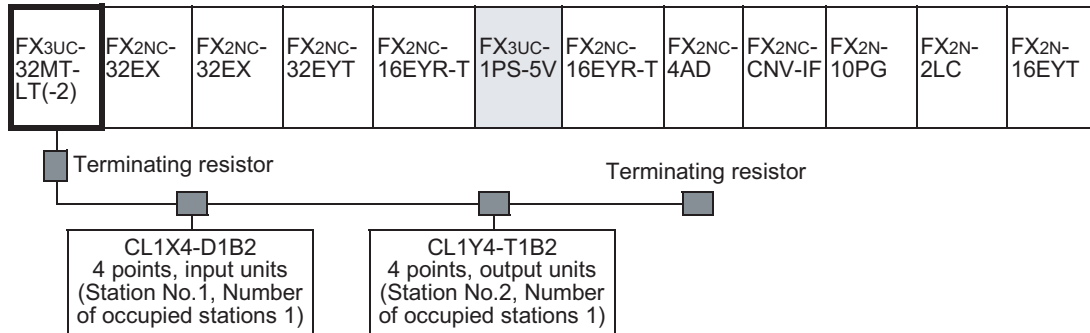 FX3UC-
32MT-
LT(-2)
FX2NC-
32EX
FX2NC-
32EX
FX2NC-
32EYT
FX2NC-
16EYR-T
FX3UC-
1PS-5V
FX2NC-
16EYR-T
FX2NC-
4AD
FX2NC-
CNV-IF
FX2N-
10PG
FX2N-
2LC
FX2N-
16EYT
Terminating resistor
Terminating resistor
CL1X4-D1B2
4 points, input units
(Station No.1, Number
of occupied stations 1)
CL1Y4-T1B2
4 points, output units
(Station No.2, Number
of occupied stations 1)